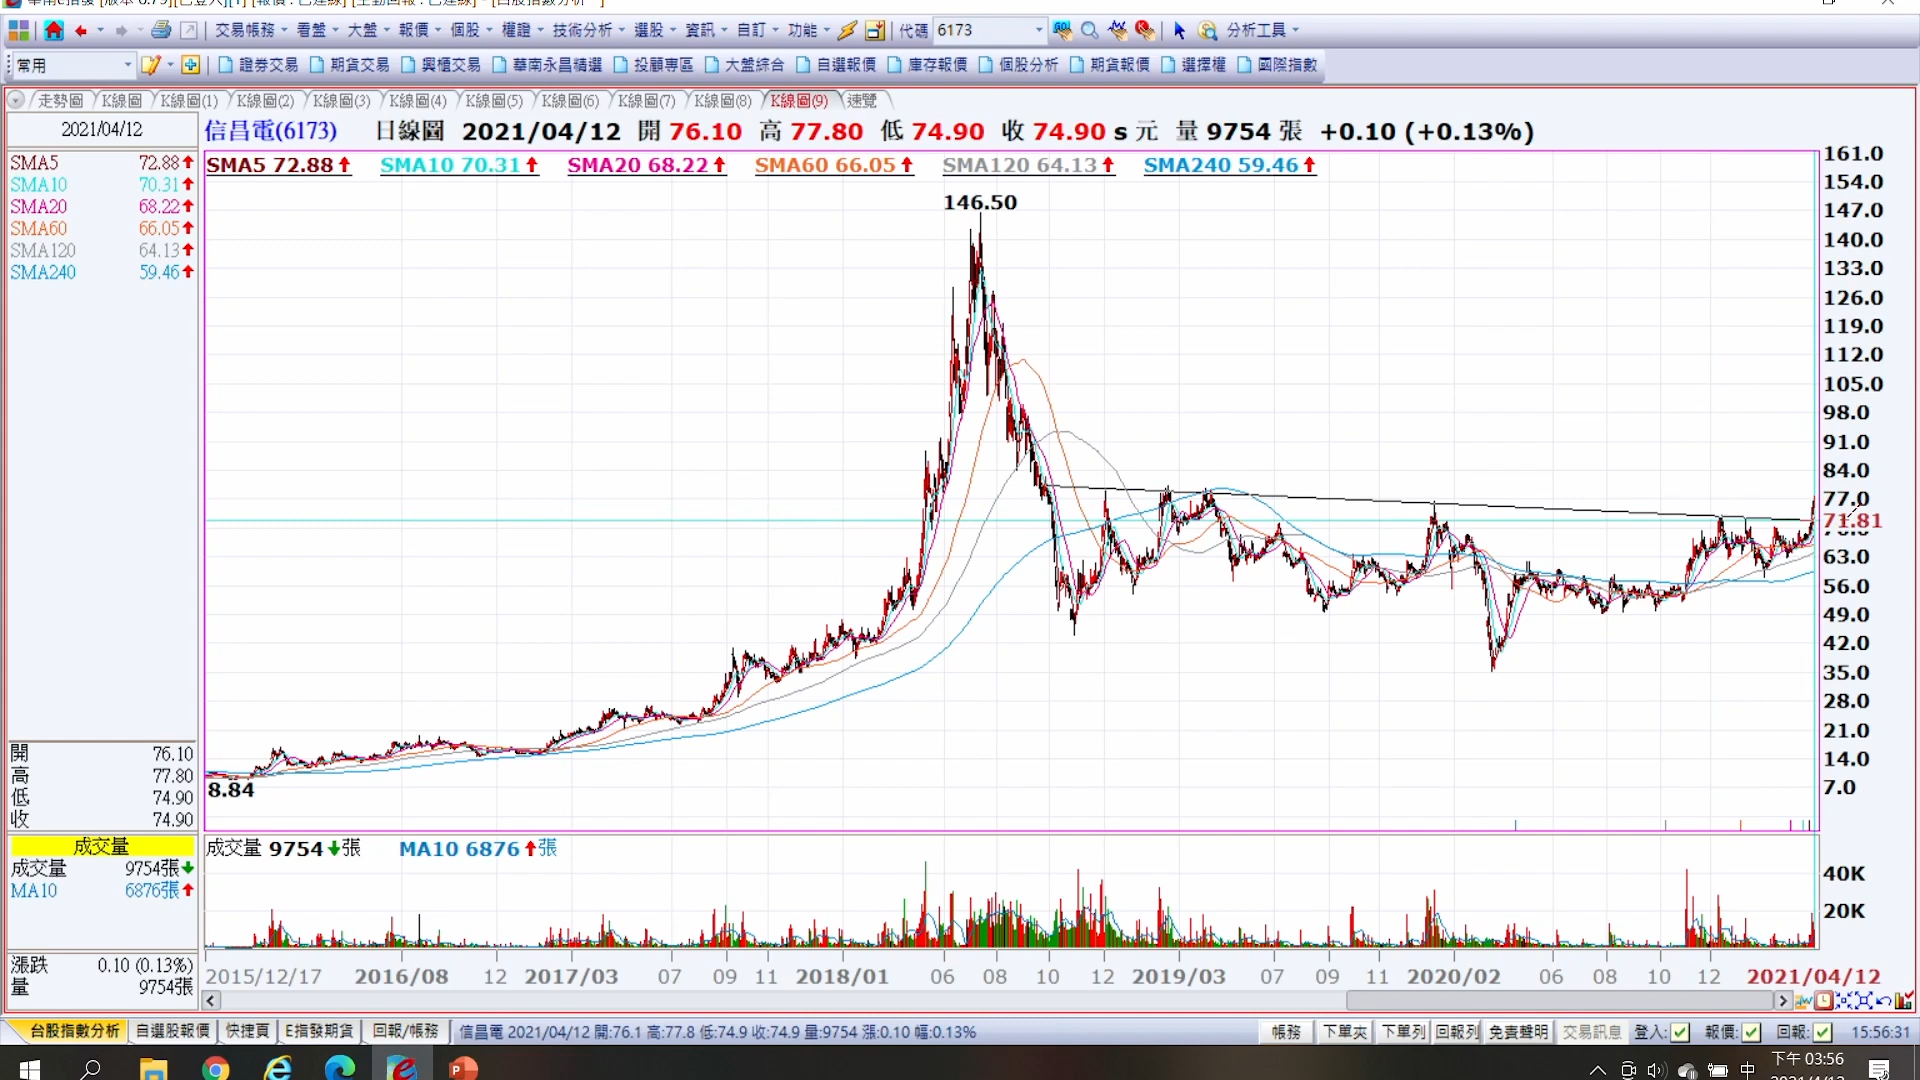 交易帳務 看盤 大盤 報價 個股 權證 技術分析 選股 資訊 自訂 功能 代碼 6173 分析工具
常用 證券交易 期貨交易 興櫃交易 華南永昌精選 投顧專區 大盤綜合 自選報價 庫存報價 個股分析 期貨報價 選擇權 國際指數
走勢圖 K線圖 K線圖(1) K線圖(2) K線圖(3) K線圖(4) K線圖(5) K線圖(6) K線圖(7) K線圖(8) K線圖(9) 速覽
2021/04/12
信昌電(6173) 日線圖 2021/04/12 開 76.10 高 77.80 低 74.90 收 74.90 s 元 量 9754 張 +0.10 (+0.13%)
SMA5 72.88
SMA10 70.31
SMA20 68.22
SMA60 66.05
SMA120 64.13
SMA240 59.46
SMA5 72.88 SMA10 70.31 SMA20 68.22 SMA60 66.05 SMA120 64.13 SMA240 59.46
146.50
8.84
161.0
154.0
147.0
140.0
133.0
126.0
119.0
112.0
105.0
98.0
91.0
84.0
77.0
71.81
63.0
56.0
49.0
42.0
35.0
28.0
21.0
14.0
7.0
開 76.10
高 77.80
低 74.90
收 74.90
成交量
成交量 9754張
MA10 6876張
成交量 9754 張 MA10 6876 張
40K
20K
漲跌 0.10 (0.13%)
量 9754張
2015/12/17 2016/08 12 2017/03 07 09 11 2018/01 06 08 10 12 2019/03 07 09 11 2020/02 06 08 10 12 2021/04/12
台股指數分析 自選股報價 快捷頁 E指發期貨 回報/帳務 信昌電 2021/04/12 開:76.1 高:77.8 低:74.9 收:74.9 量:9754 漲:0.10 幅:0.13% 帳務 下單夾 下單列 回報列 免責聲明 交易訊息 登入: 報價: 回報: 15:56:31
中 下午 03:56